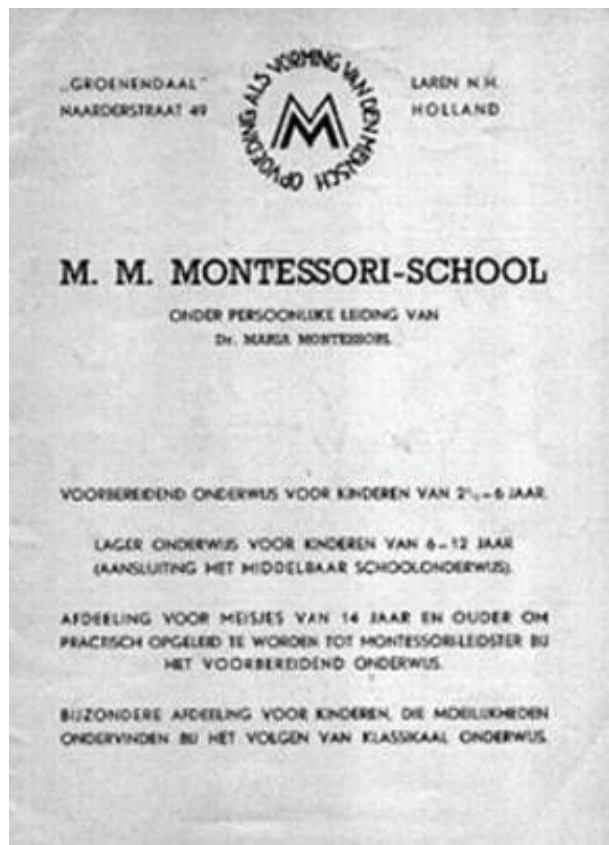 „GROENENDAAL"
NAARDERSTRAAT 49
OPVOEDING ALS VORMING VAN DEN MENSCH
MM
LAREN N.H.
HOLLAND
M. M. MONTESSORI-SCHOOL
ONDER PERSOONLIJKE LEIDING VAN
Dr. MARIA MONTESSORI.
VOORBEREIDEND ONDERWIJS VOOR KINDEREN VAN 2½–6 JAAR.
LAGER ONDERWIJS VOOR KINDEREN VAN 6–12 JAAR
(AANSLUITING MET MIDDELBAAR SCHOOLONDERWIJS).
AFDEELING VOOR MEISJES VAN 14 JAAR EN OUDER OM
PRACTISCH OPGELEID TE WORDEN TOT MONTESSORI-LEIDSTER BIJ
HET VOORBEREIDEND ONDERWIJS.
BIJZONDERE AFDEELING VOOR KINDEREN, DIE MOEILIJKHEDEN
ONDERVINDEN BIJ HET VOLGEN VAN KLASSIKAAL ONDERWIJS.